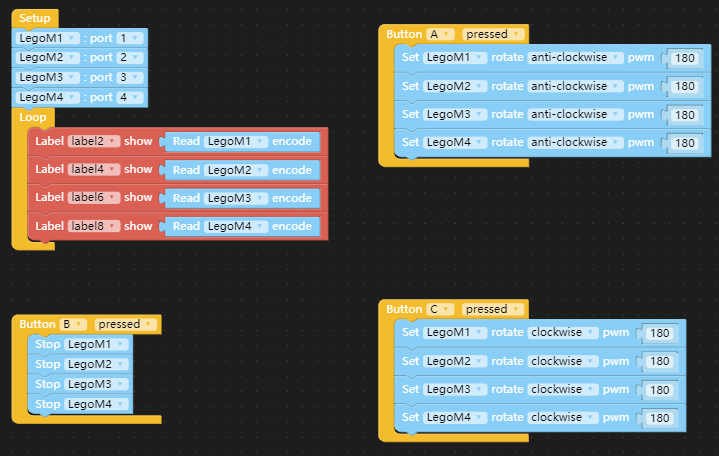 Setup
LegoM1 : port 1
LegoM2 : port 2
LegoM3 : port 3
LegoM4 : port 4
Loop
Label label2 show Read LegoM1 encode
Label label4 show Read LegoM2 encode
Label label6 show Read LegoM3 encode
Label label8 show Read LegoM4 encode
Button A pressed
Set LegoM1 rotate anti-clockwise pwm 180
Set LegoM2 rotate anti-clockwise pwm 180
Set LegoM3 rotate anti-clockwise pwm 180
Set LegoM4 rotate anti-clockwise pwm 180
Button B pressed
Stop LegoM1
Stop LegoM2
Stop LegoM3
Stop LegoM4
Button C pressed
Set LegoM1 rotate clockwise pwm 180
Set LegoM2 rotate clockwise pwm 180
Set LegoM3 rotate clockwise pwm 180
Set LegoM4 rotate clockwise pwm 180